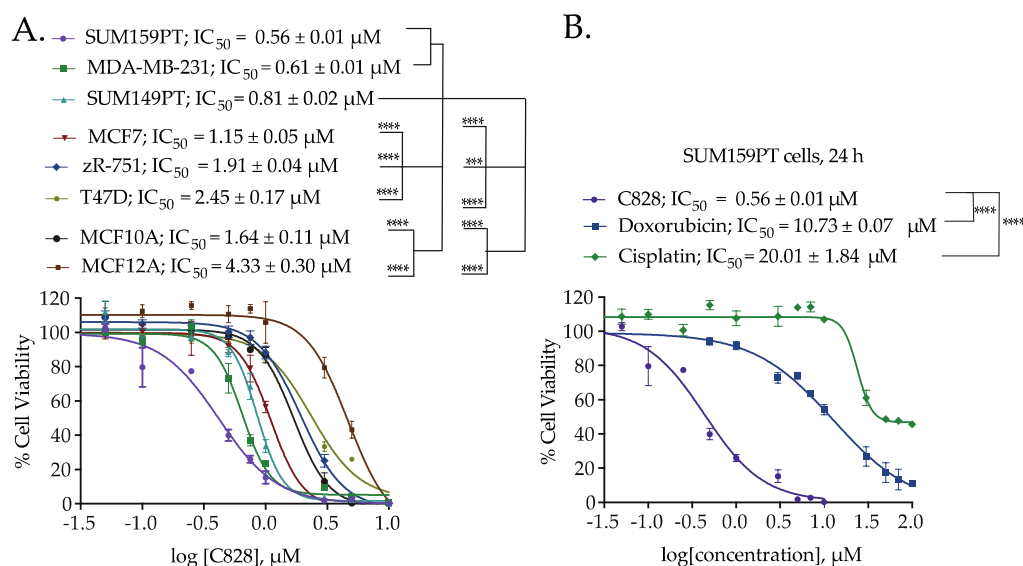 A.
SUM159PT; IC50 = 0.56 ± 0.01 µM
MDA-MB-231; IC50 = 0.61 ± 0.01 µM
SUM149PT; IC50 = 0.81 ± 0.02 µM
MCF7; IC50 = 1.15 ± 0.05 µM
zR-751; IC50 = 1.91 ± 0.04 µM
T47D; IC50 = 2.45 ± 0.17 µM
MCF10A; IC50 = 1.64 ± 0.11 µM
MCF12A; IC50 = 4.33 ± 0.30 µM
**** ****
**** ***
**** ****
**** ****
**** ****
% Cell Viability
120
100
80
60
40
20
0
-1.5 -1.0 -0.5 0.0 0.5 1.0
log [C828], µM
B.
SUM159PT cells, 24 h
C828; IC50 = 0.56 ± 0.01 µM
Doxorubicin; IC50 = 10.73 ± 0.07 µM
Cisplatin; IC50 = 20.01 ± 1.84 µM
****
****
% Cell Viability
120
100
80
60
40
20
0
-1.5 -1.0 -0.5 0.0 0.5 1.0 1.5 2.0
log[concentration], µM